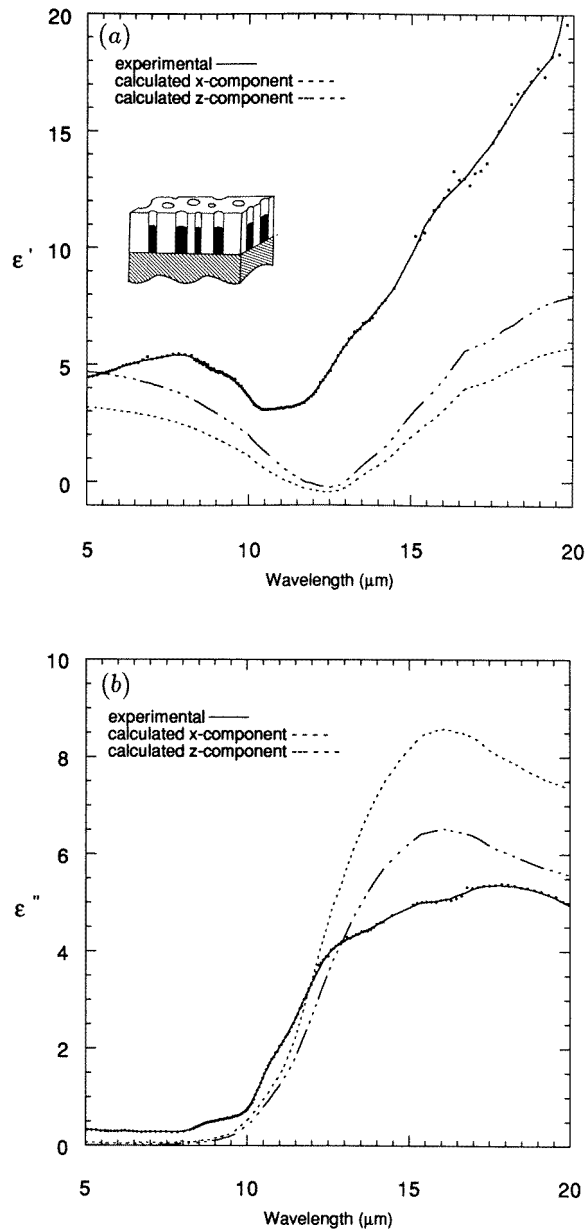 (a)
experimental
calculated x-component
calculated z-component
20
15
10
5
0
ε'
5 10 15 20
Wavelength (μm)
(b)
experimental
calculated x-component
calculated z-component
10
8
6
4
2
0
ε"
5 10 15 20
Wavelength (μm)